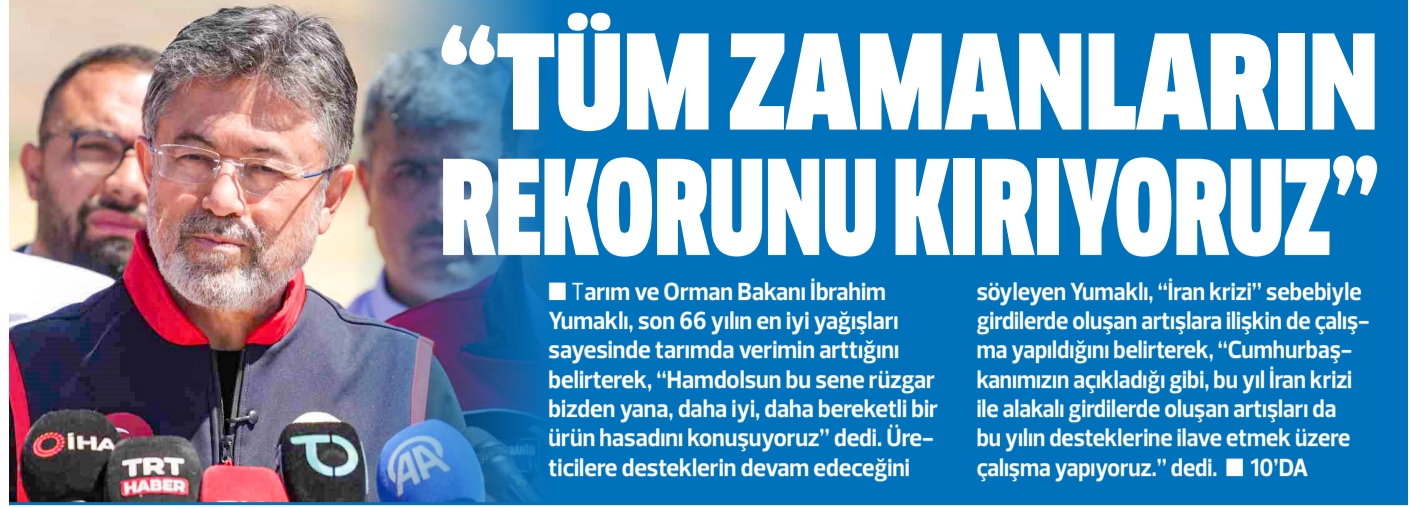 “TÜM ZAMANLARIN
REKORUNU KIRIYORUZ”
■ Tarım ve Orman Bakanı İbrahim
Yumaklı, son 66 yılın en iyi yağışları
sayesinde tarımda verimin arttığını
belirterek, “Hamdolsun bu sene rüzgar
bizden yana, daha iyi, daha bereketli bir
ürün hasadını konuşuyoruz” dedi. Üre-
ticilere desteklerin devam edeceğini
söyleyen Yumaklı, “İran krizi” sebebiyle
girdilerde oluşan artışlara ilişkin de çalış-
ma yapıldığını belirterek, “Cumhurbaş-
kanımızın açıkladığı gibi, bu yıl İran krizi
ile alakalı girdilerde oluşan artışları da
bu yılın desteklerine ilave etmek üzere
çalışma yapıyoruz.” dedi. ■ 10’DA
İHA
TRT
HABER
AA